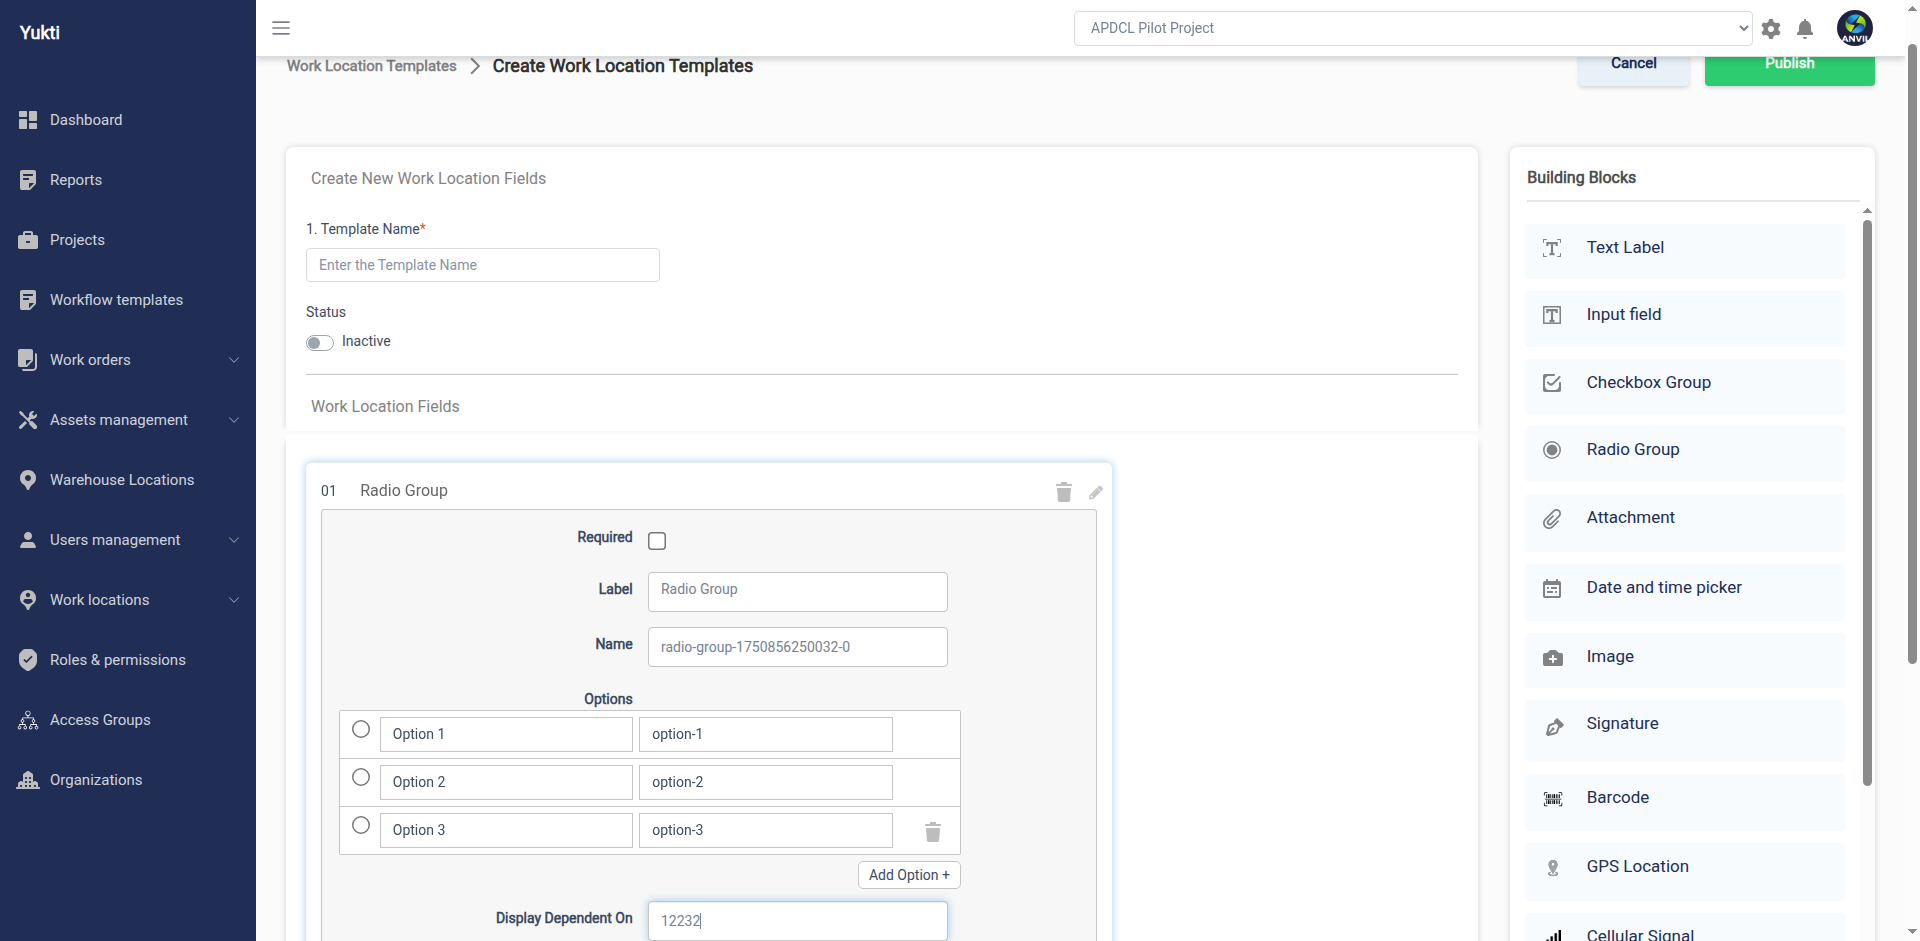 Yukti
Dashboard
Reports
Projects
Workflow templates
Work orders
Assets management
Warehouse Locations
Users management
Work locations
Roles & permissions
Access Groups
Organizations
APDCL Pilot Project
ANVIL
Work Location Templates
Create Work Location Templates
Cancel
Publish
Create New Work Location Fields
1. Template Name*
Enter the Template Name
Status
Inactive
Work Location Fields
01 Radio Group
Required
Label Radio Group
Name radio-group-1750856250032-0
Options
Option 1 option-1
Option 2 option-2
Option 3 option-3
Add Option +
Display Dependent On 12232
Building Blocks
Text Label
Input field
Checkbox Group
Radio Group
Attachment
Date and time picker
Image
Signature
Barcode
GPS Location
Cellular Signal